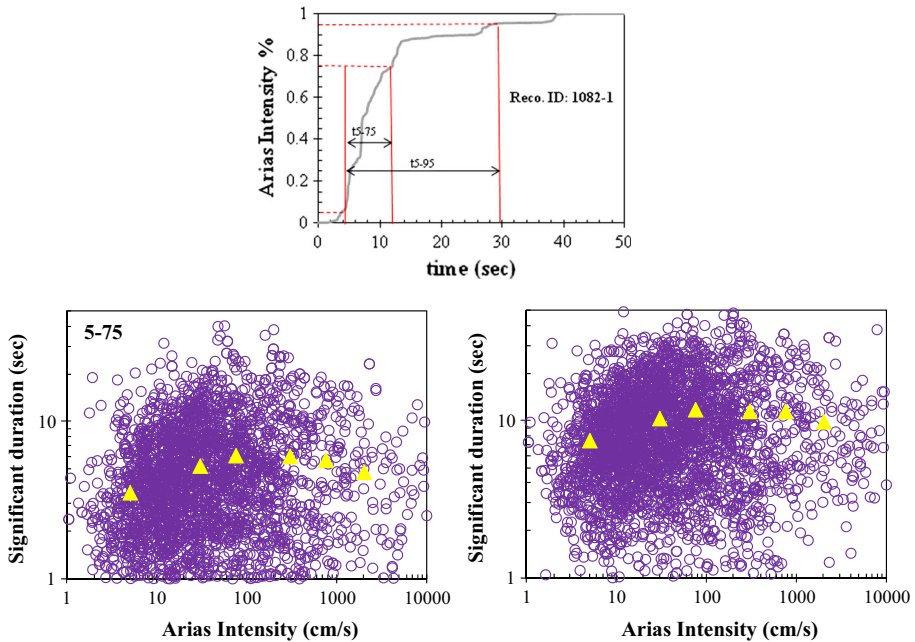 Arias Intensity %
1
0.8
0.6
0.4
0.2
0
t5-75
t5-95
Reco. ID: 1082-1
0 10 20 30 40 50
time (sec)
Significant duration (sec)
5-75
10
1
1 10 100 1000 10000
Arias Intensity (cm/s)
Significant duration (sec)
10
1
1 10 100 1000 10000
Arias Intensity (cm/s)